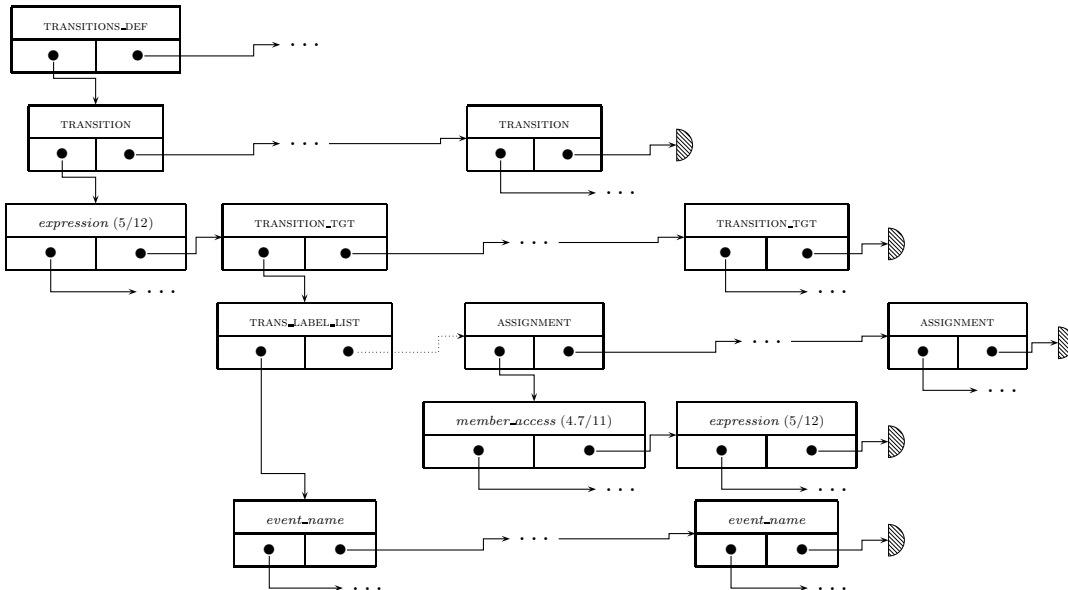 TRANSITIONS_DEF
...
TRANSITION ... TRANSITION
...
expression (5/12) TRANSITION_TGT ... TRANSITION_TGT
... ...
TRANS_LABEL_LIST ASSIGNMENT ... ASSIGNMENT
...
member_access (4.7/11) expression (5/12)
... ...
event_name ... event_name
... ...